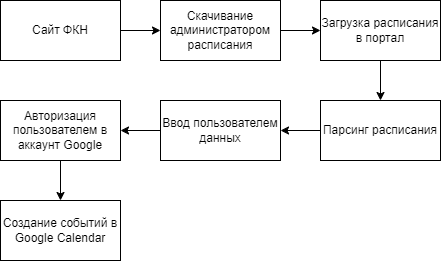 Сайт ФКН
Скачивание
администратором
расписания
Загрузка расписания
в портал
Парсинг расписания
Ввод пользователем
данных
Авторизация
пользователем в
аккаунт Google
Создание событий в
Google Calendar